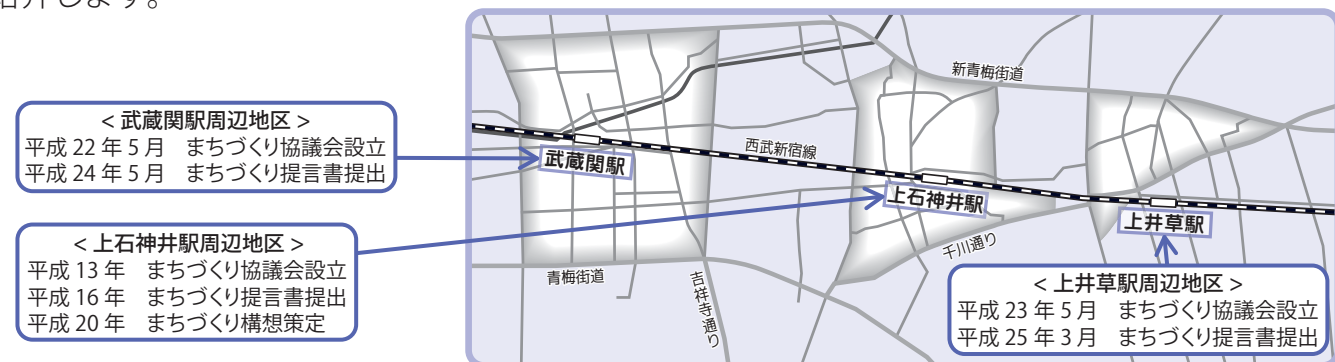 紹介します。
新青梅街道
< 武蔵関駅周辺地区 >
平成 22 年 5 月　まちづくり協議会設立
平成 24 年 5 月　まちづくり提言書提出
武蔵関駅
西武新宿線
上石神井駅
上井草駅
< 上石神井駅周辺地区 >
平成 13 年　まちづくり協議会設立
平成 16 年　まちづくり提言書提出
平成 20 年　まちづくり構想策定
青梅街道
吉祥寺通り
千川通り
< 上井草駅周辺地区 >
平成 23 年 5 月　まちづくり協議会設立
平成 25 年 3 月　まちづくり提言書提出